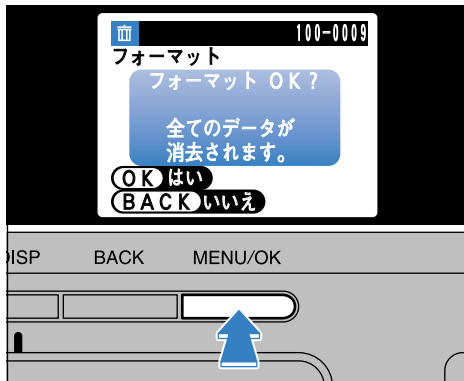 100-0009
フォーマット
フォーマット OK?
全てのデータが
消去されます。
OK はい
BACK いいえ
DISP BACK MENU/OK